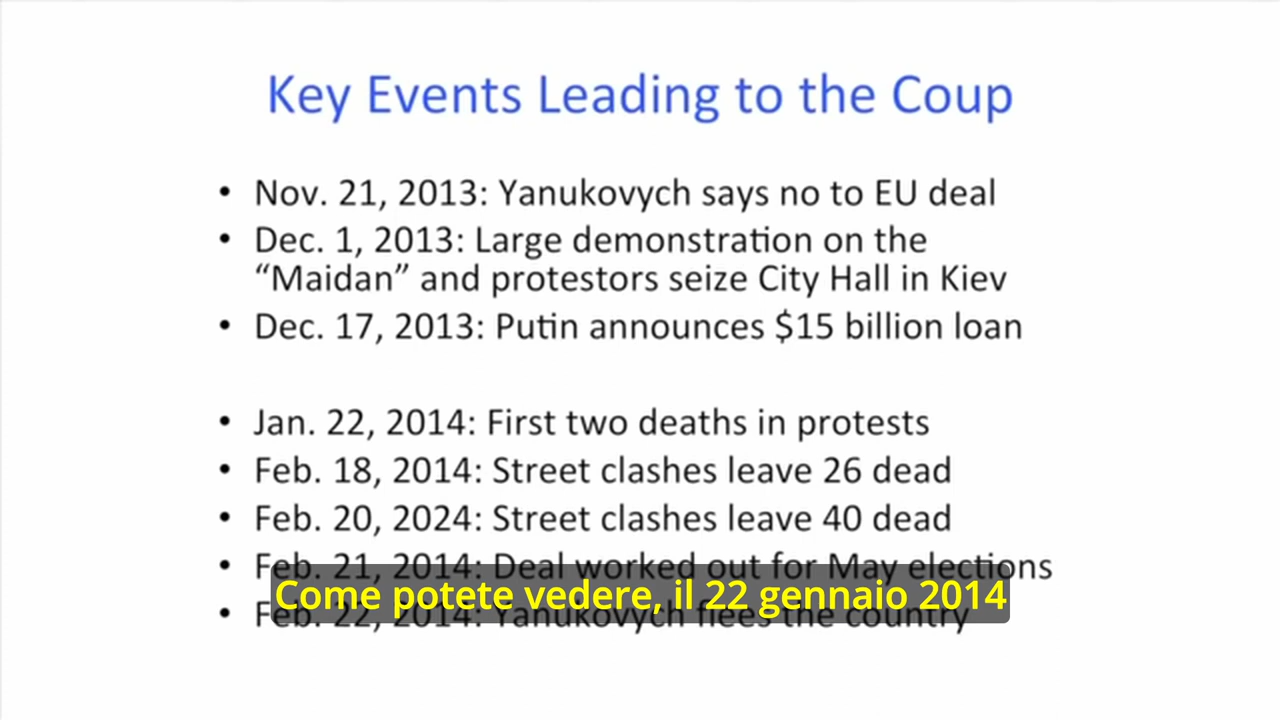 Key Events Leading to the Coup
• Nov. 21, 2013: Yanukovych says no to EU deal
• Dec. 1, 2013: Large demonstration on the
“Maidan” and protestors seize City Hall in Kiev
• Dec. 17, 2013: Putin announces $15 billion loan
• Jan. 22, 2014: First two deaths in protests
• Feb. 18, 2014: Street clashes leave 26 dead
• Feb. 20, 2024: Street clashes leave 40 dead
• Feb. 21, 2014: Deal worked out for May elections
Come potete vedere, il 22 gennaio 2014
• Feb. 22, 2014: Yanukovych flees the country